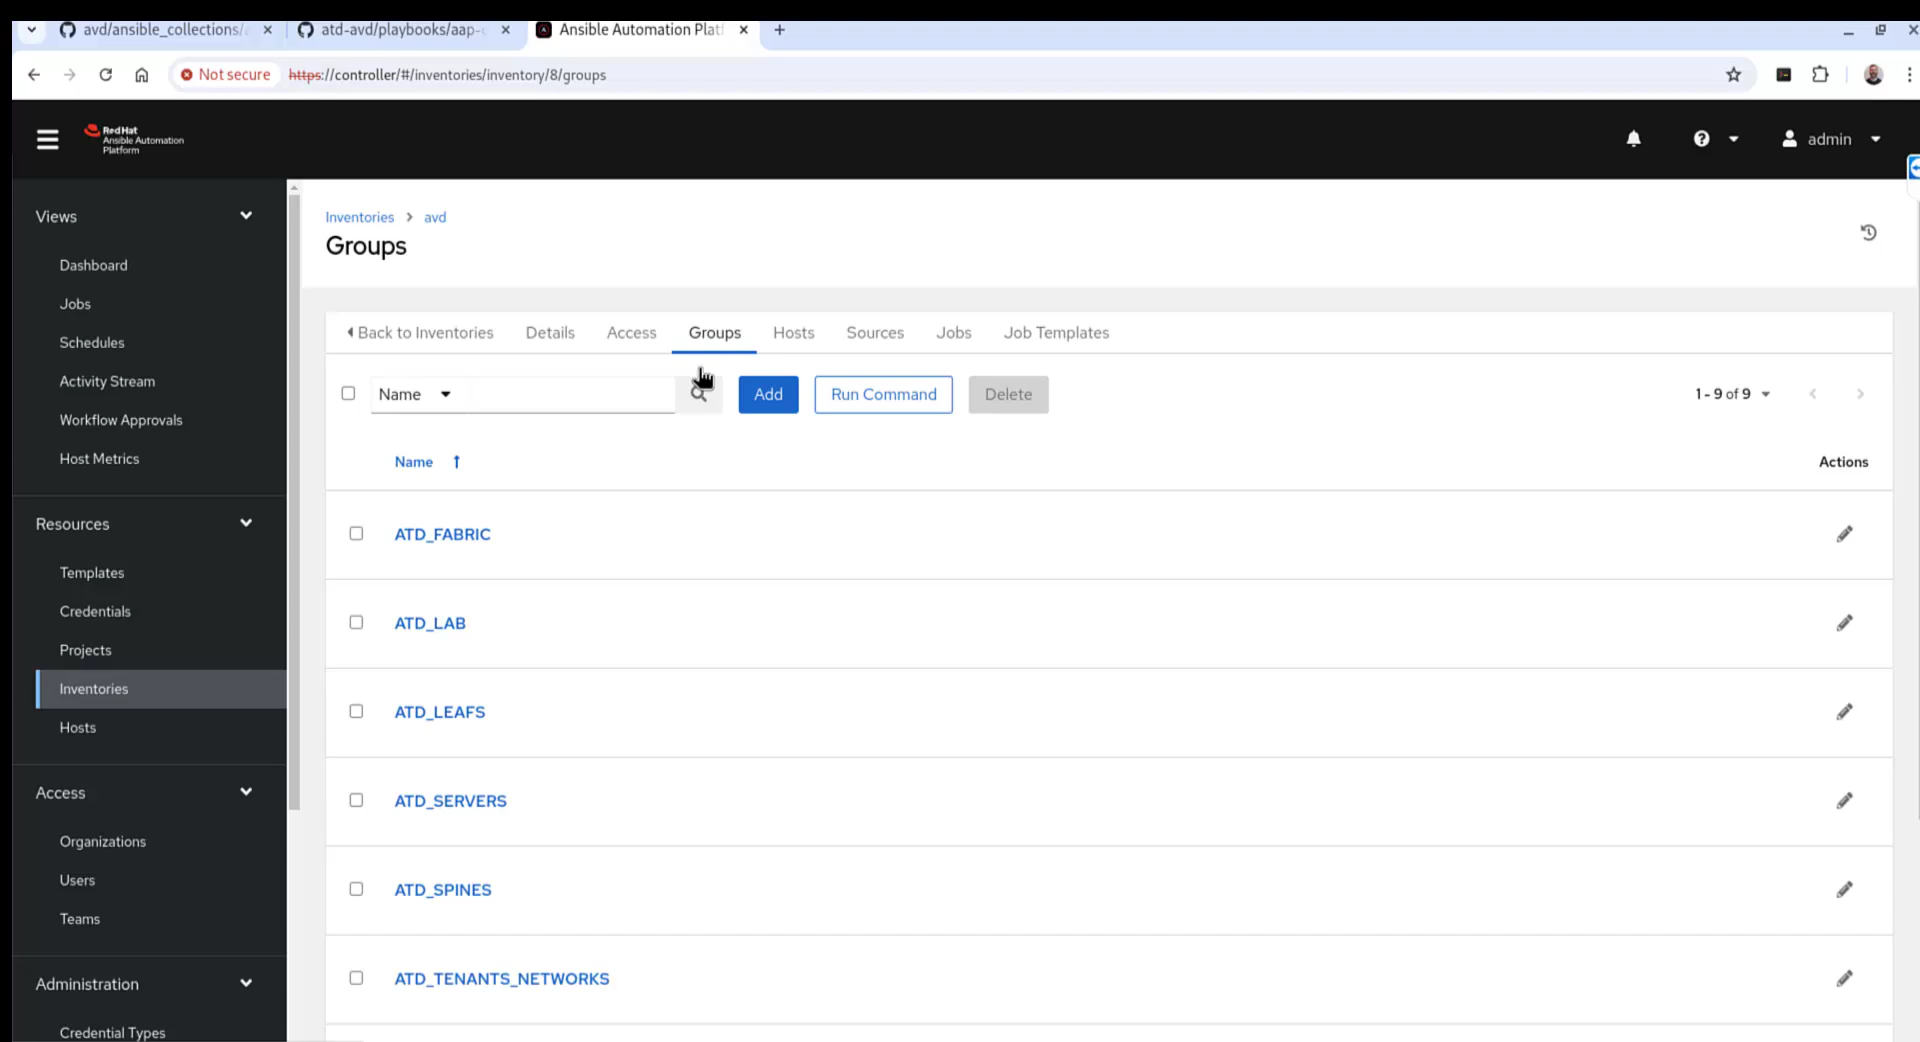 avd/ansible_collections/
atd-avd/playbooks/aap-
Ansible Automation Plat
Not secure
https://controller/#/inventories/inventory/8/groups
Red Hat
Ansible Automation
Platform
admin
Views
Dashboard
Jobs
Schedules
Activity Stream
Workflow Approvals
Host Metrics
Resources
Templates
Credentials
Projects
Inventories
Hosts
Access
Organizations
Users
Teams
Administration
Credential Types
Inventories > avd
Groups
Back to Inventories Details Access Groups Hosts Sources Jobs Job Templates
Name Add Run Command Delete 1 - 9 of 9
Name Actions
ATD_FABRIC
ATD_LAB
ATD_LEAFS
ATD_SERVERS
ATD_SPINES
ATD_TENANTS_NETWORKS